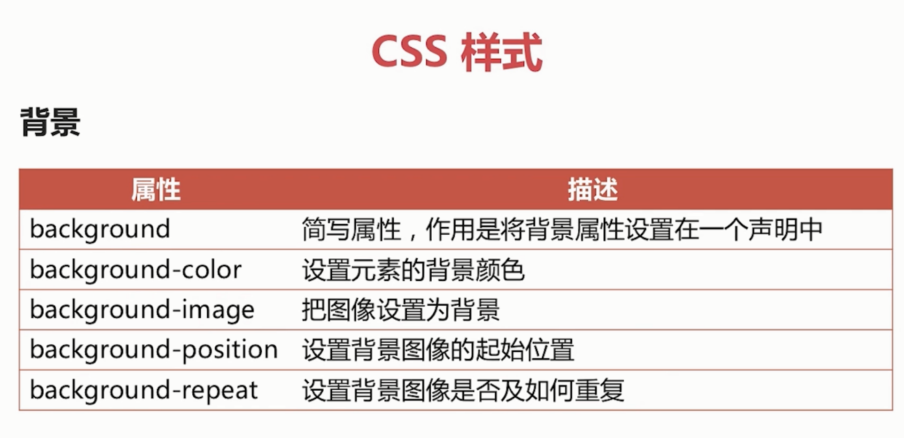 CSS 样式
背景
属性 描述
background 简写属性，作用是将背景属性设置在一个声明中
background-color 设置元素的背景颜色
background-image 把图像设置为背景
background-position 设置背景图像的起始位置
background-repeat 设置背景图像是否及如何重复